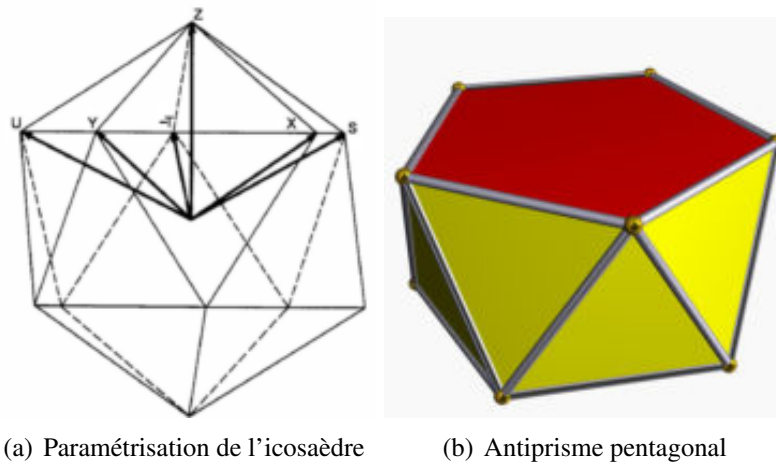 Z
U Y T X S
(a) Paramétrisation de l'icosaèdre (b) Antiprisme pentagonal